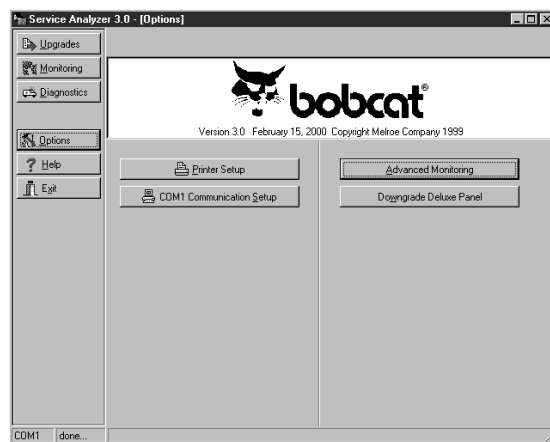 Service Analyzer 3.0 - [Options]
Upgrades
Monitoring
Diagnostics
Options
Help
Exit
bobcat®
Version 3.0 February 15, 2000 Copyright Melroe Company 1999
Printer Setup
COM1 Communication Setup
Advanced Monitoring
Downgrade Deluxe Panel
COM1 done...